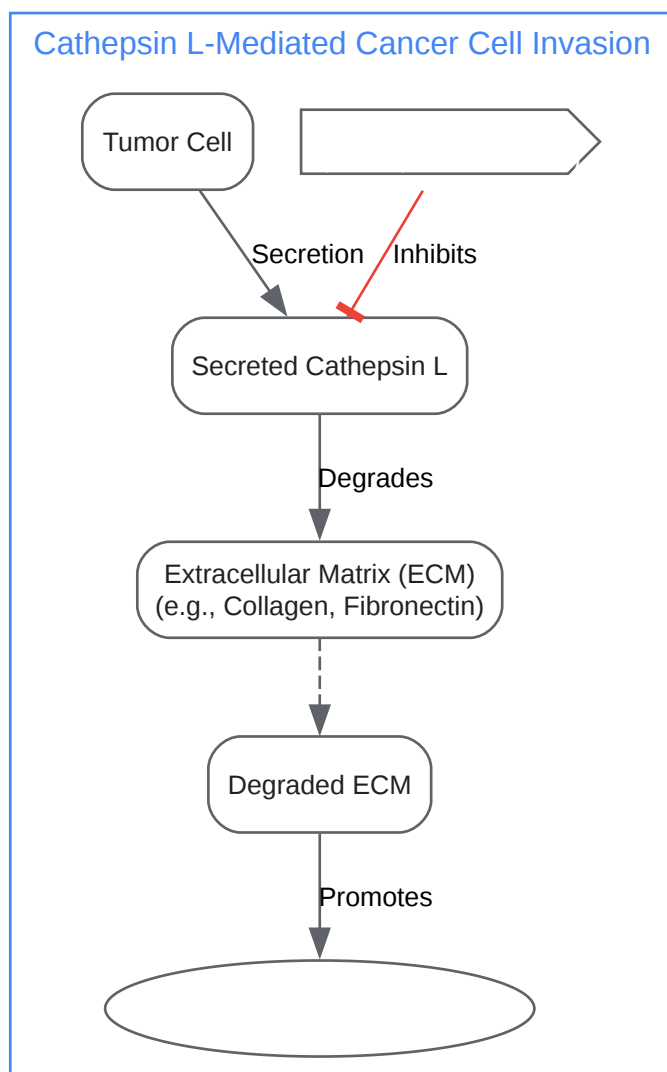 Cathepsin L-Mediated Cancer Cell Invasion
Tumor Cell
Secretion
Inhibits
Secreted Cathepsin L
Degrades
Extracellular Matrix (ECM)
(e.g., Collagen, Fibronectin)
Degraded ECM
Promotes